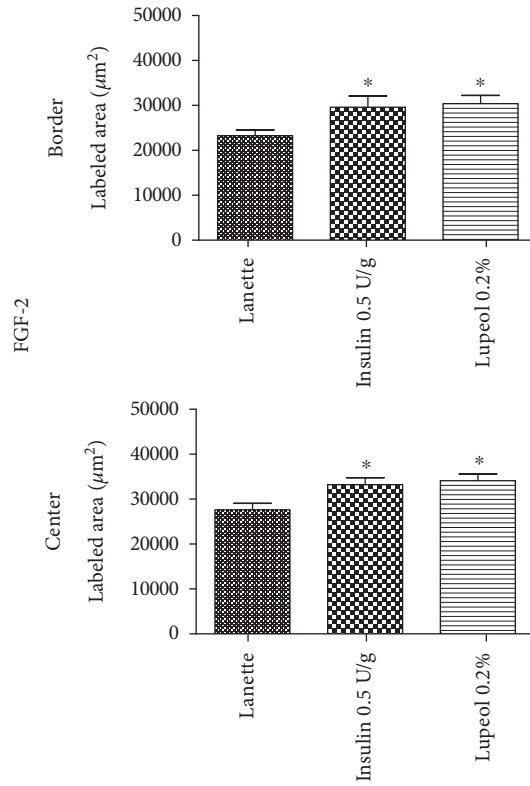 FGF-2
Border
Labeled area (μm²)
50000
40000
30000
20000
10000
0
*
*
Lanette
Insulin 0.5 U/g
Lupeol 0.2%
Center
Labeled area (μm²)
50000
40000
30000
20000
10000
0
*
*
Lanette
Insulin 0.5 U/g
Lupeol 0.2%